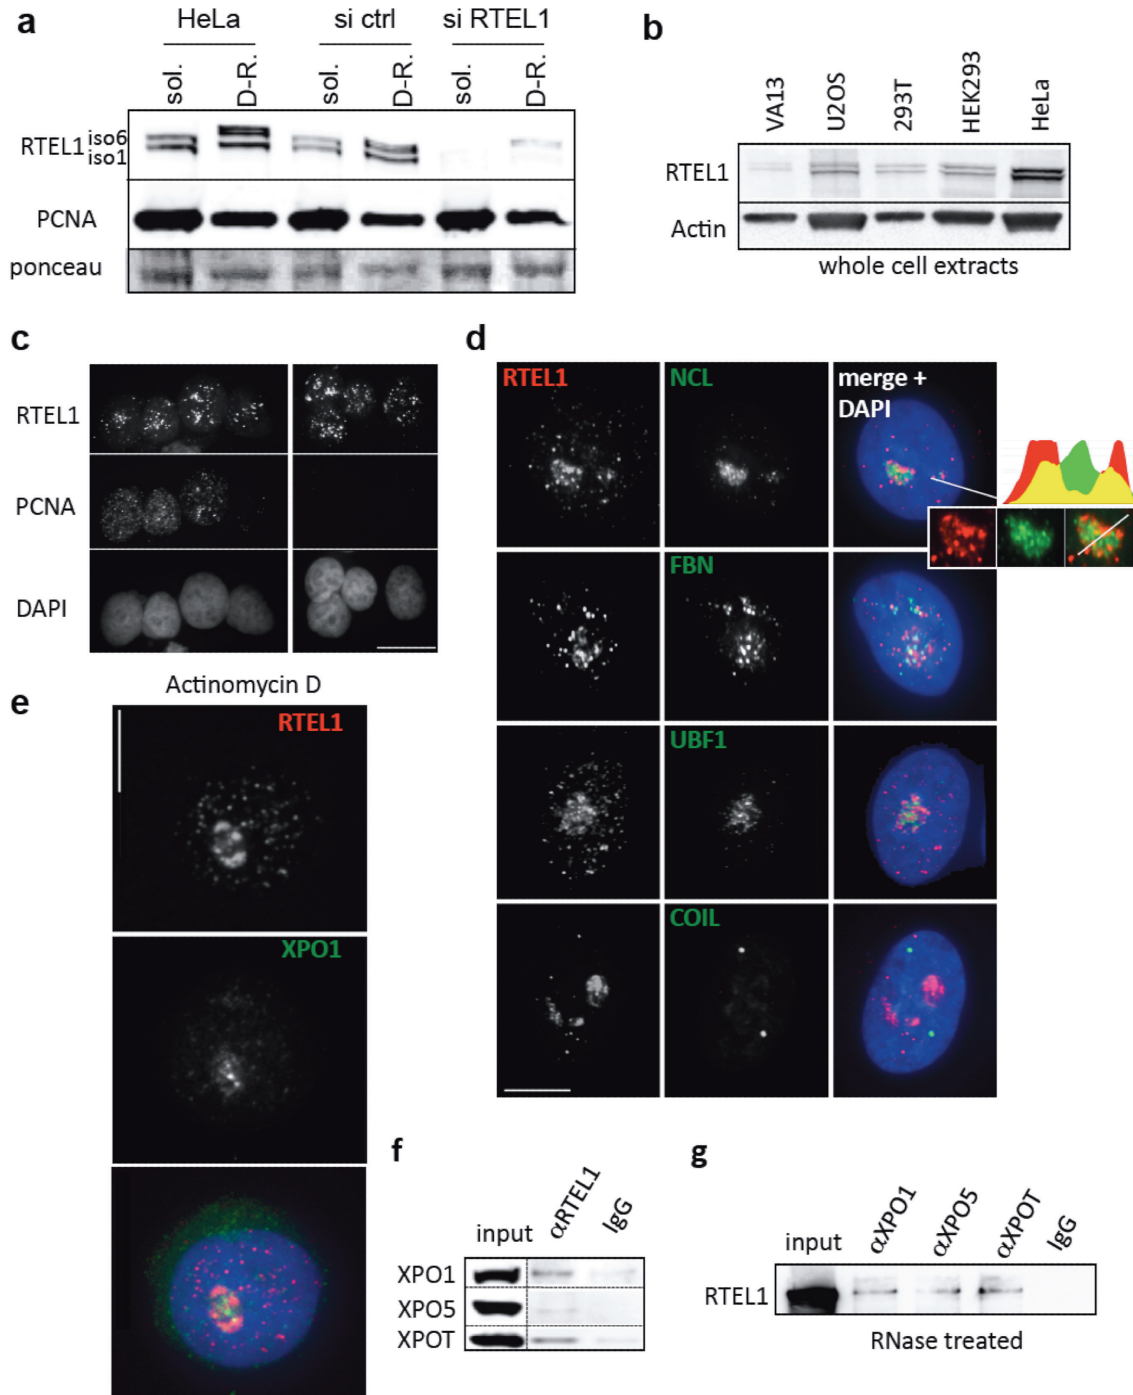 a
HeLa
si ctrl
si RTEL1
sol.
D-R.
sol.
D-R.
sol.
D-R.
RTEL1
iso6
iso1
PCNA
ponceau
b
VA13
U2OS
293T
HEK293
HeLa
RTEL1
Actin
whole cell extracts
c
RTEL1
PCNA
DAPI
d
RTEL1
NCL
merge +
DAPI
FBN
UBF1
COIL
e
Actinomycin D
RTEL1
XPO1
f
input
αRTEL1
IgG
XPO1
XPO5
XPOT
g
input
αXPO1
αXPO5
αXPOT
IgG
RTEL1
RNase treated